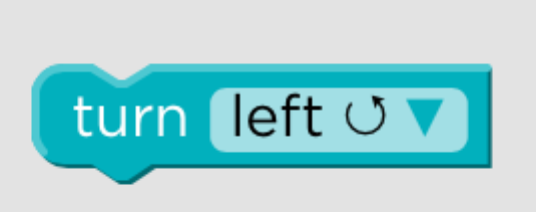 turn left ↺ ▼